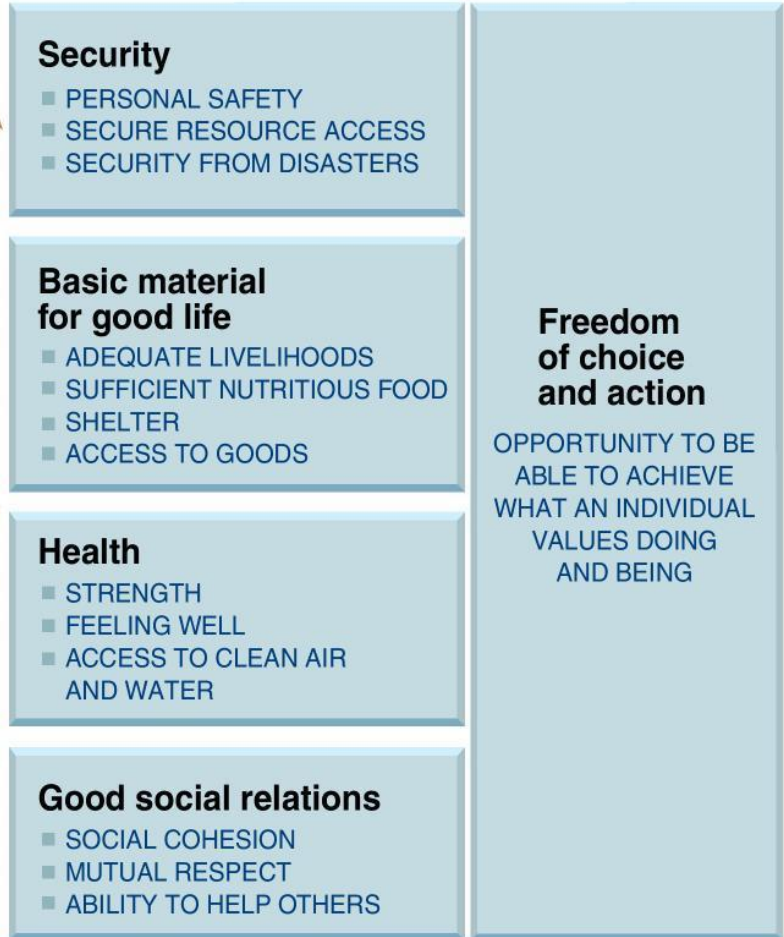 Security
PERSONAL SAFETY
SECURE RESOURCE ACCESS
SECURITY FROM DISASTERS
Basic material
for good life
ADEQUATE LIVELIHOODS
SUFFICIENT NUTRITIOUS FOOD
SHELTER
ACCESS TO GOODS
Health
STRENGTH
FEELING WELL
ACCESS TO CLEAN AIR
AND WATER
Good social relations
SOCIAL COHESION
MUTUAL RESPECT
ABILITY TO HELP OTHERS
Freedom
of choice
and action
OPPORTUNITY TO BE
ABLE TO ACHIEVE
WHAT AN INDIVIDUAL
VALUES DOING
AND BEING